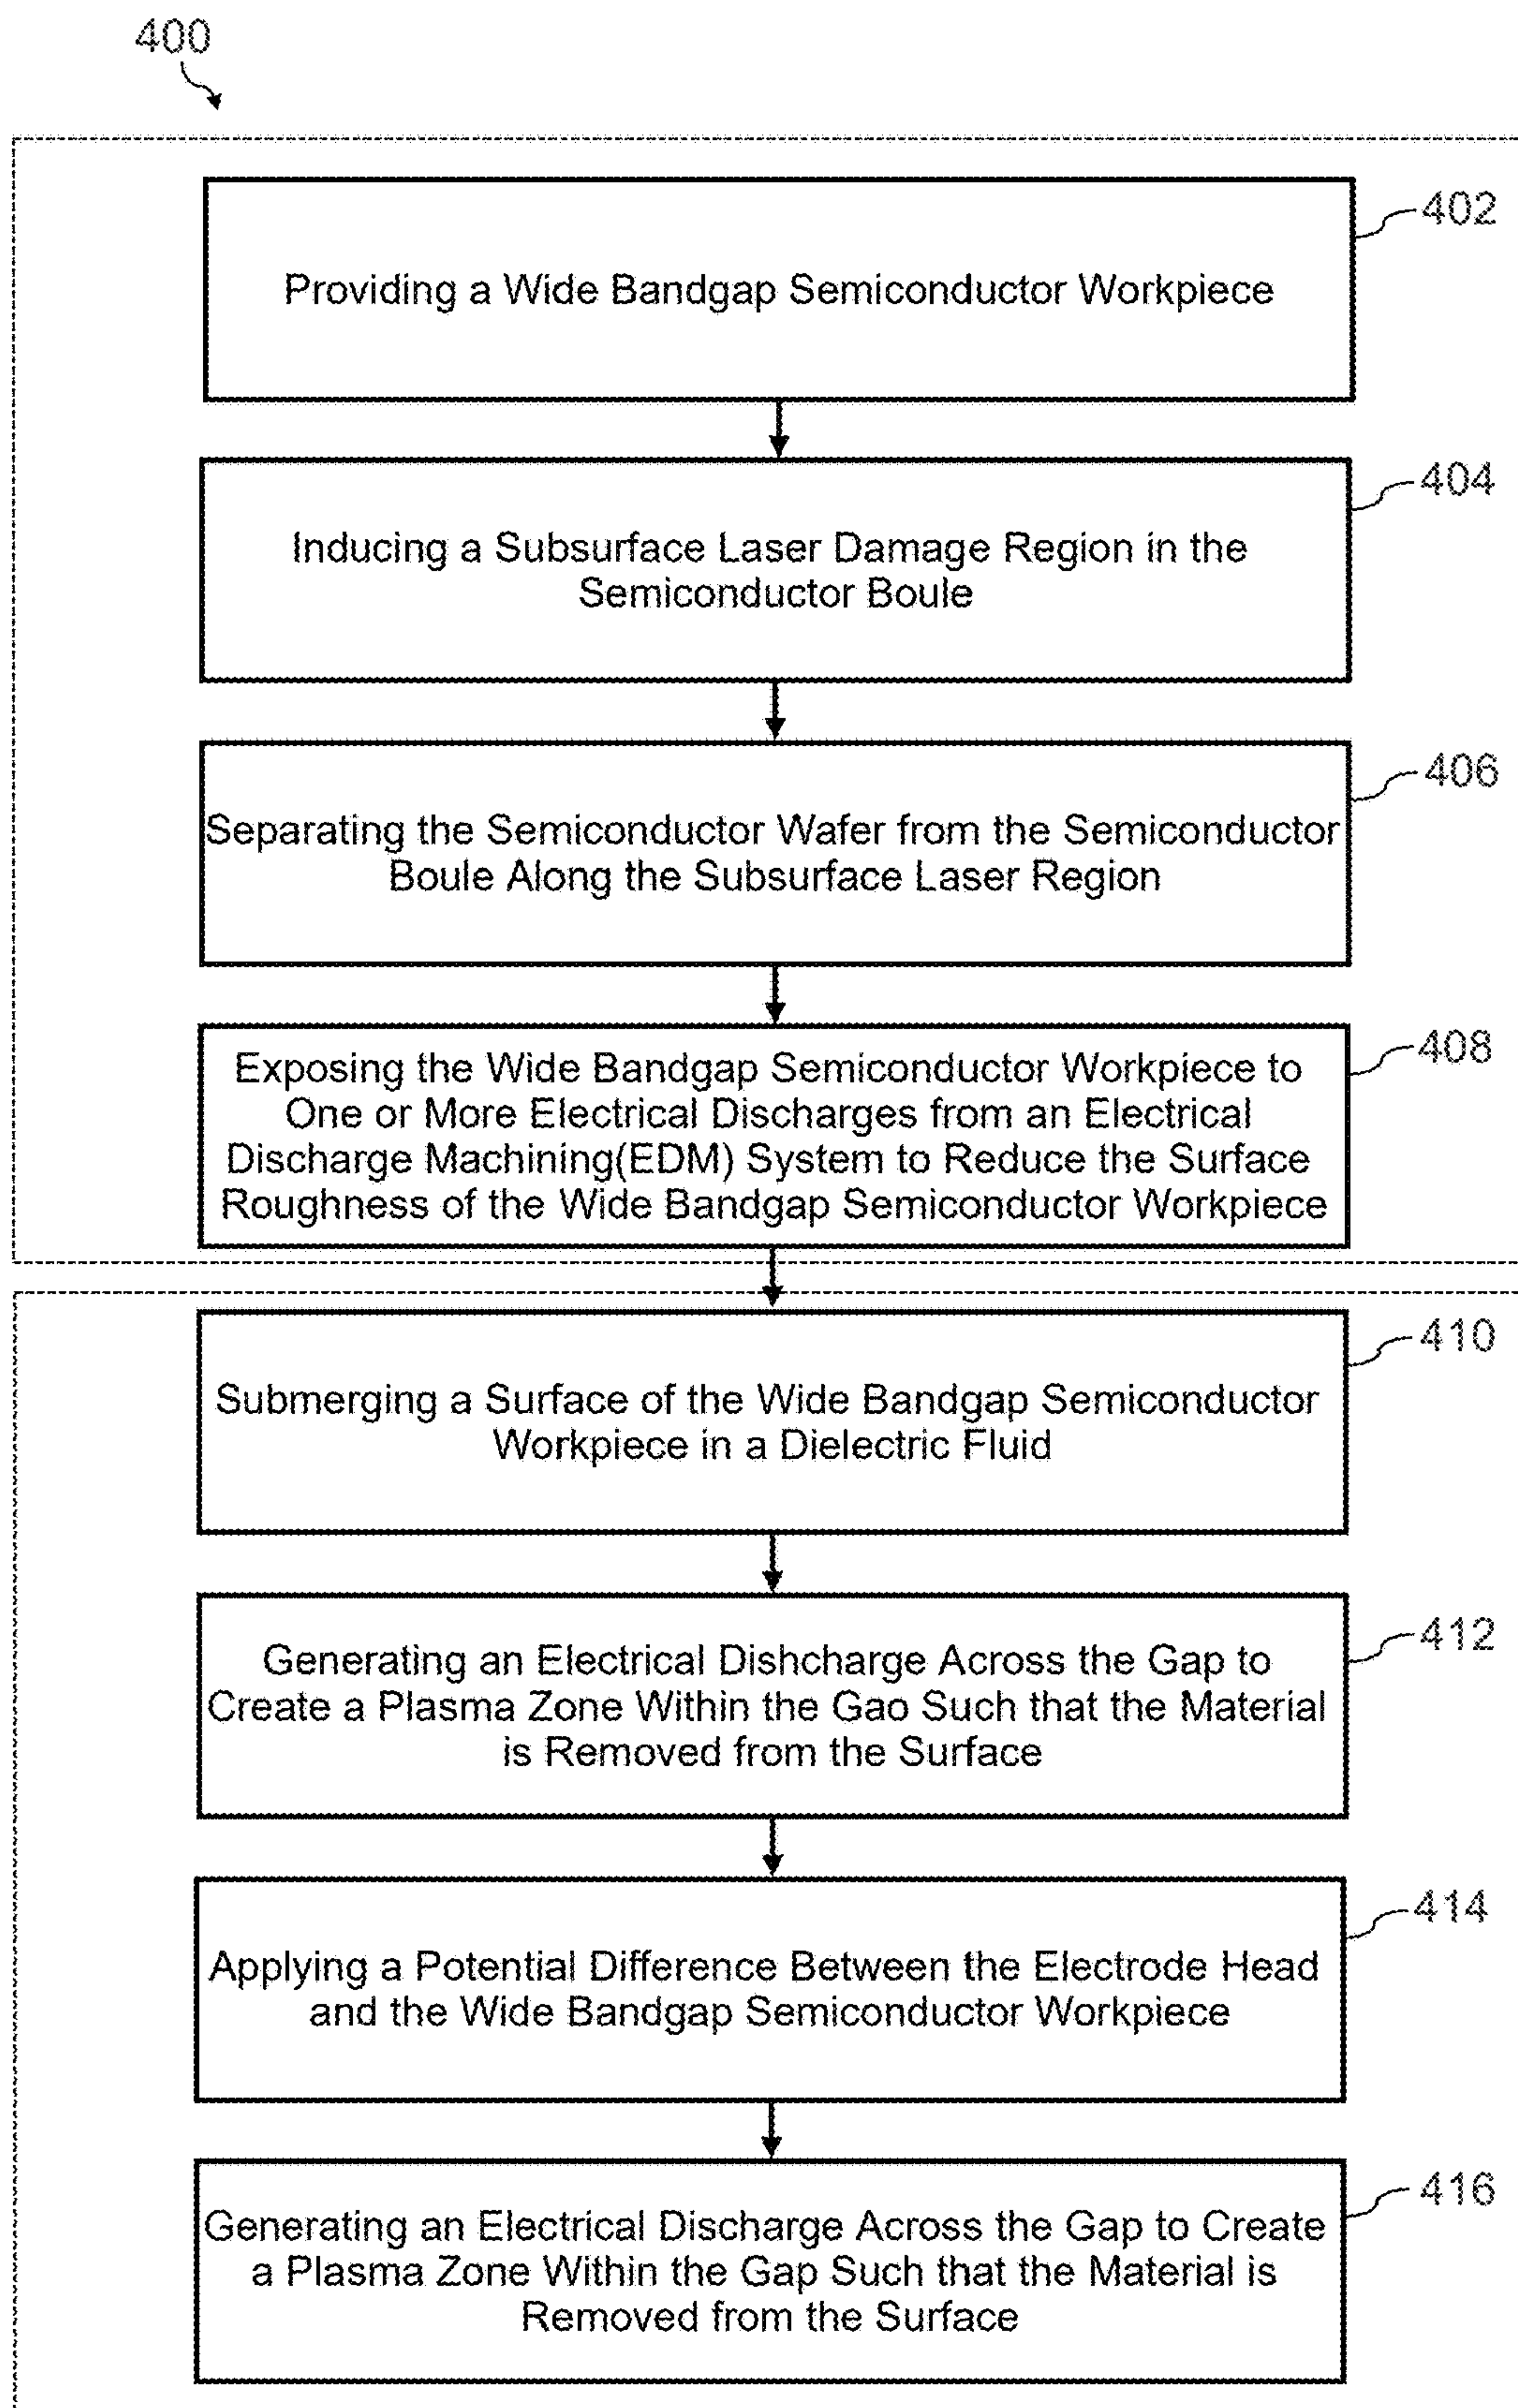 400
402
Providing a Wide Bandgap Semiconductor Workpiece
404
Inducing a Subsurface Laser Damage Region in the
Semiconductor Boule
406
Separating the Semiconductor Wafer from the Semiconductor
Boule Along the Subsurface Laser Region
408
Exposing the Wide Bandgap Semiconductor Workpiece to
One or More Electrical Discharges from an Electrical
Discharge Machining(EDM) System to Reduce the Surface
Roughness of the Wide Bandgap Semiconductor Workpiece
410
Submerging a Surface of the Wide Bandgap Semiconductor
Workpiece in a Dielectric Fluid
412
Generating an Electrical Dishcharge Across the Gap to
Create a Plasma Zone Within the Gao Such that the Material
is Removed from the Surface
414
Applying a Potential Difference Between the Electrode Head
and the Wide Bandgap Semiconductor Workpiece
416
Generating an Electrical Discharge Across the Gap to Create
a Plasma Zone Within the Gap Such that the Material is
Removed from the Surface